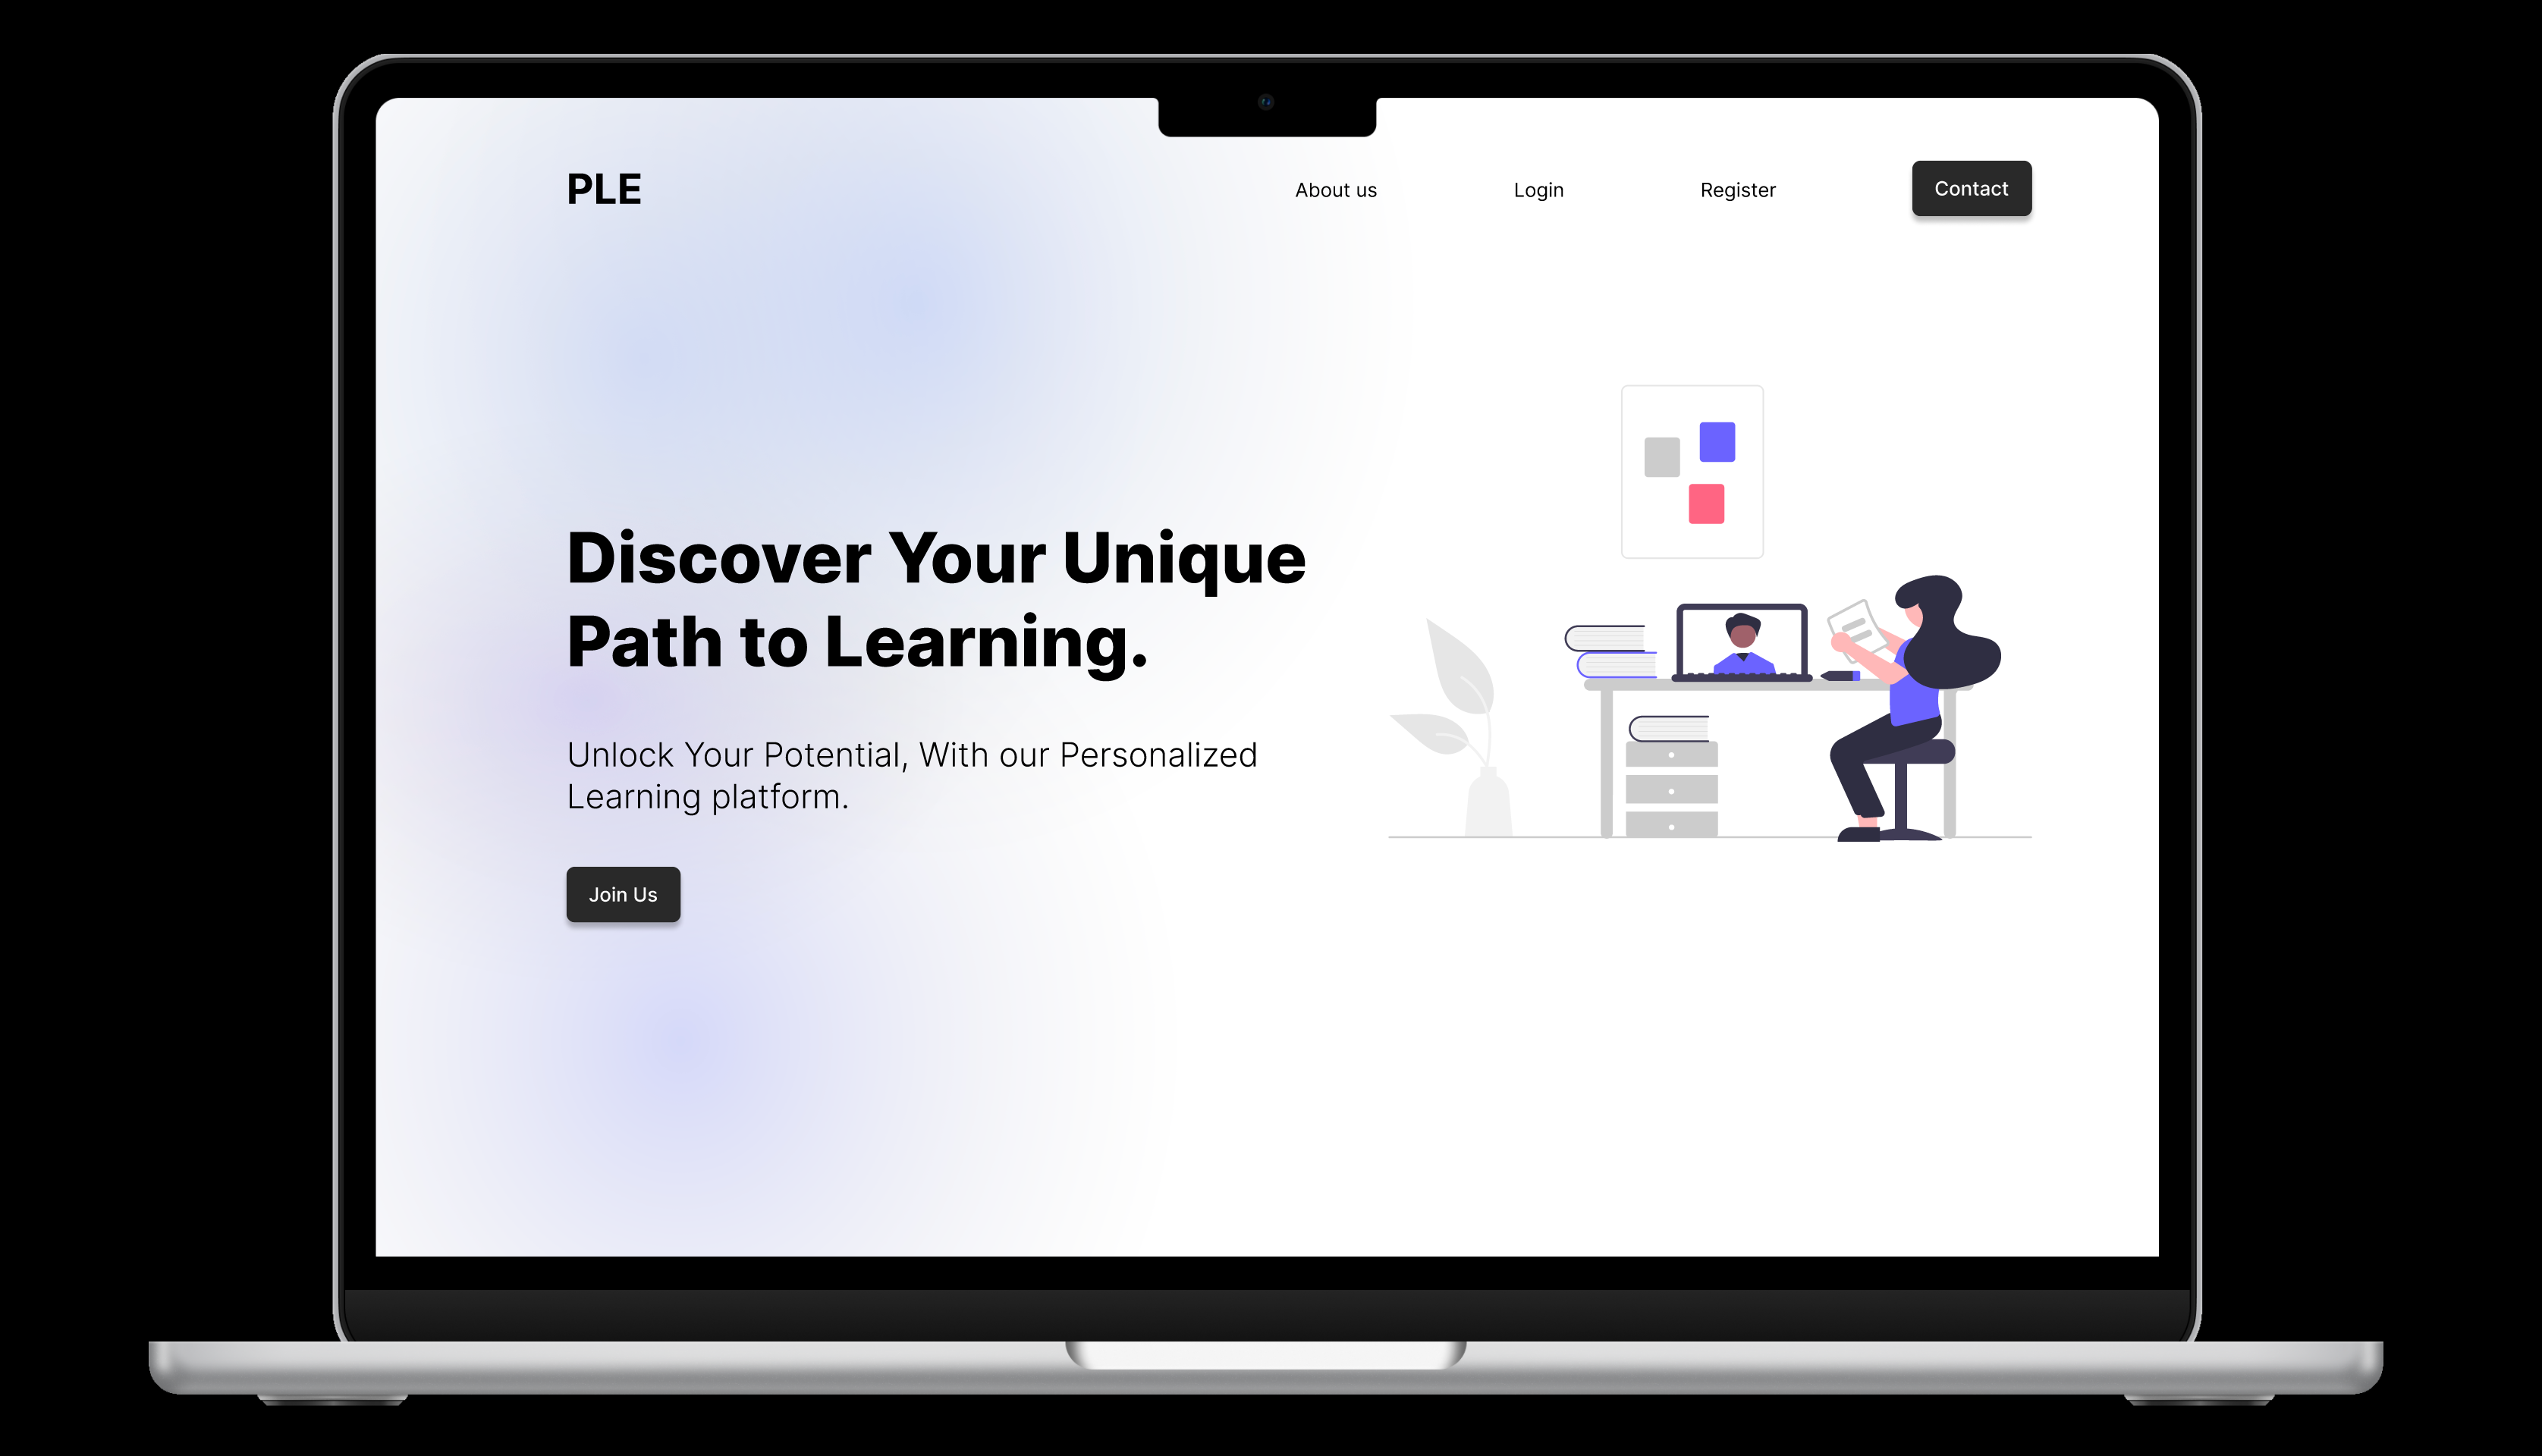 PLE
About us
Login
Register
Contact
Discover Your Unique
Path to Learning.
Unlock Your Potential, With our Personalized
Learning platform.
Join Us